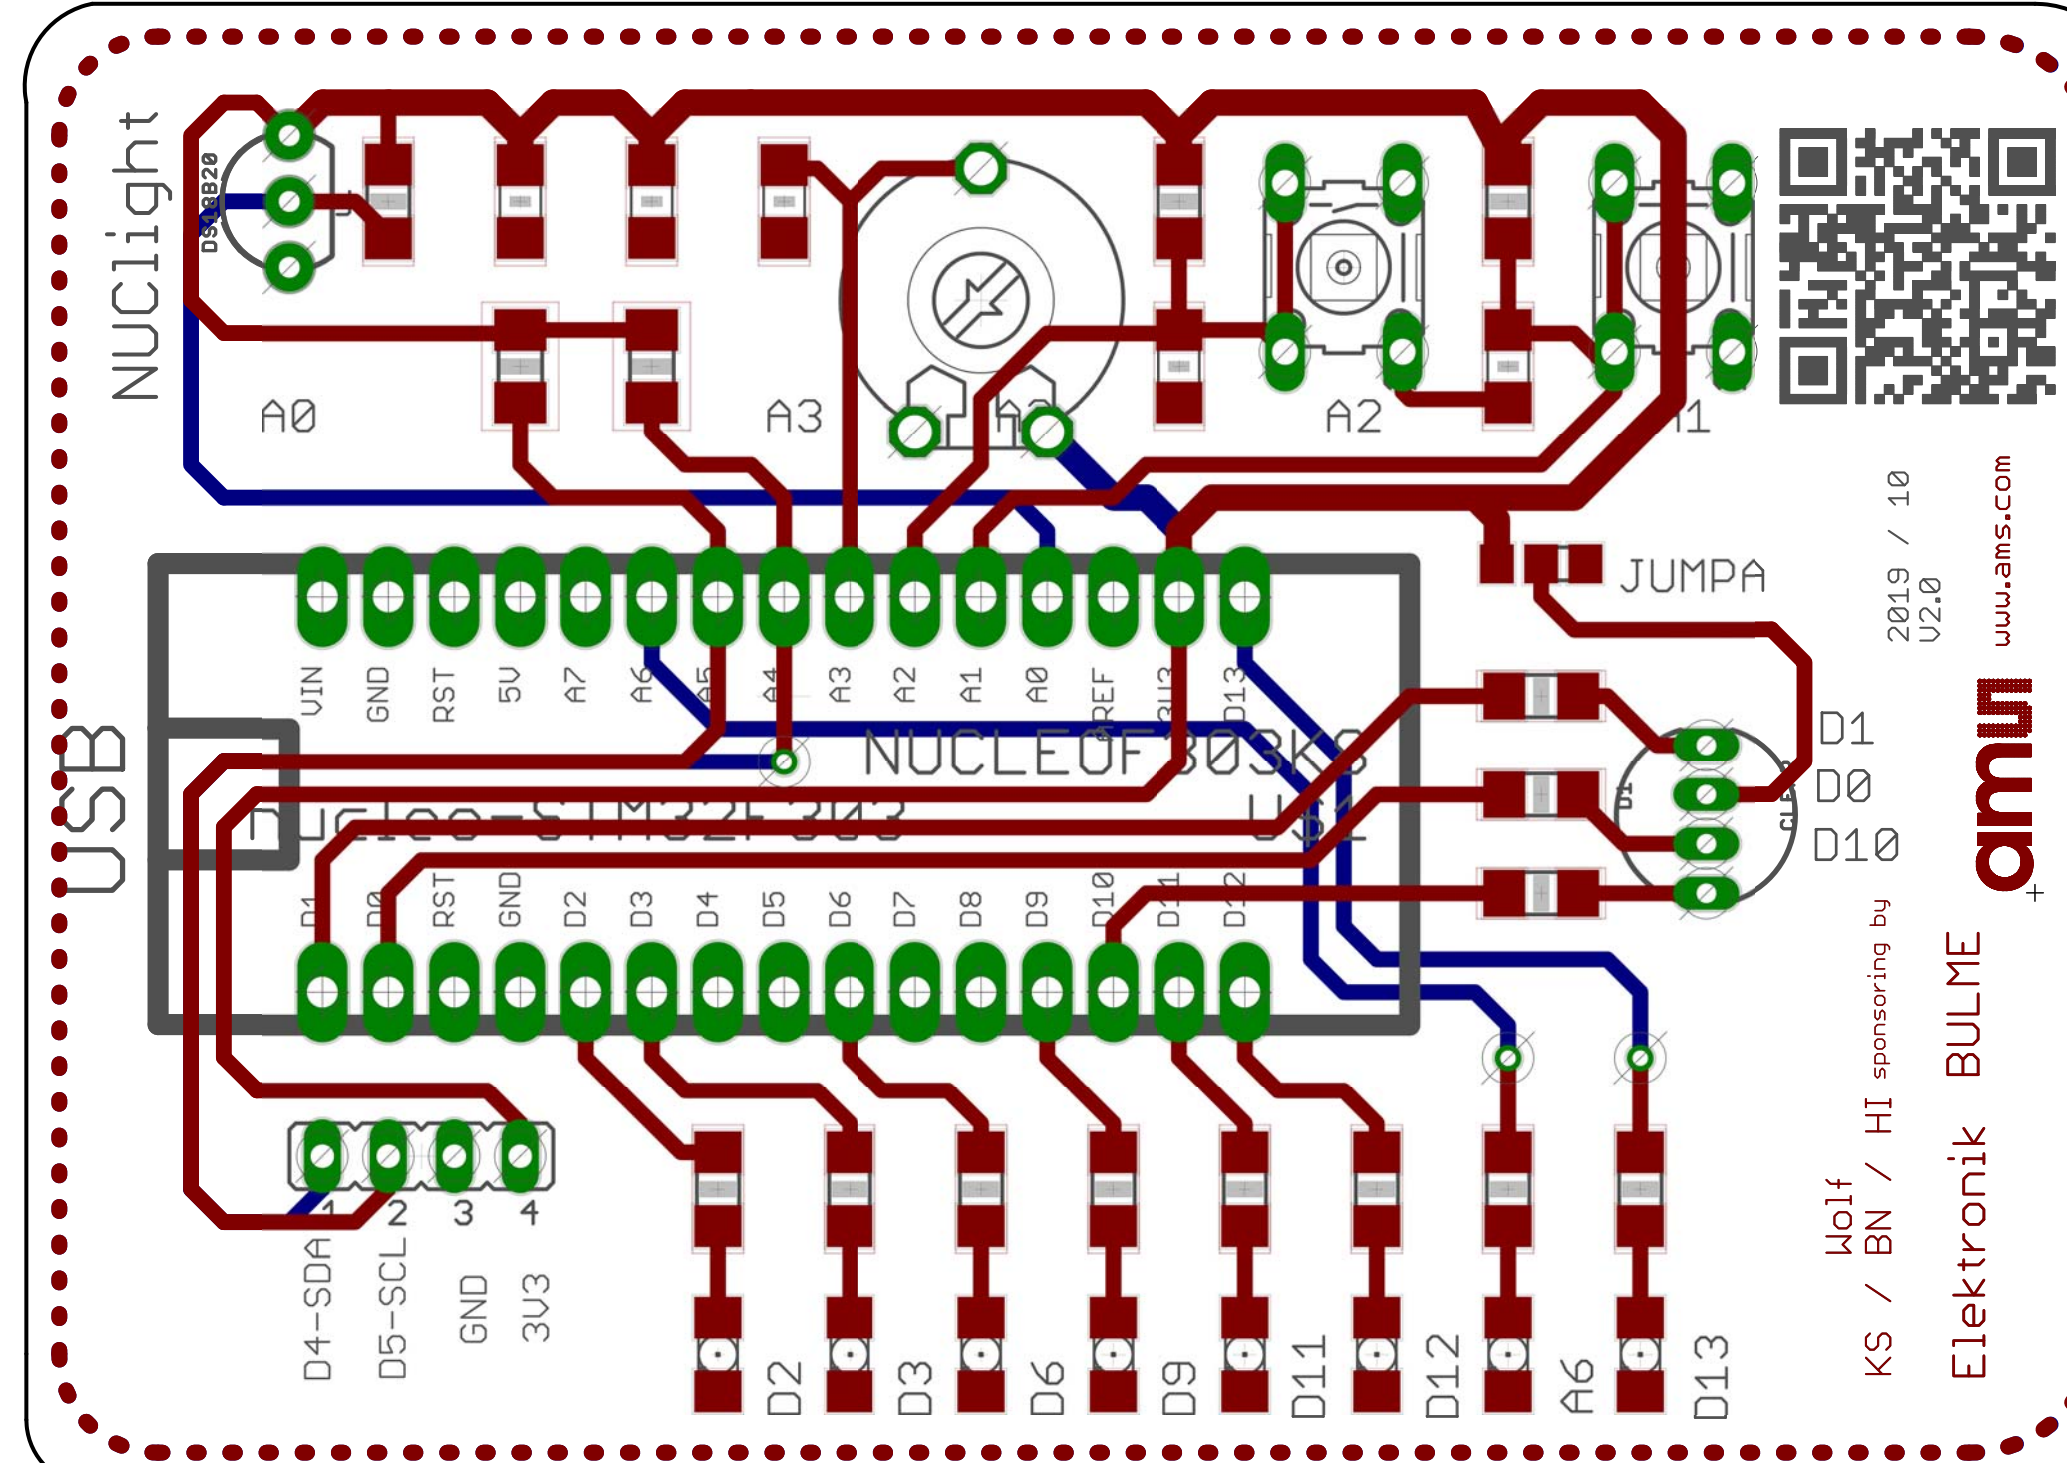 NUClight
DS18B20
A0
A3
A2
A1
2019 / 10
V2.0
www.ams.com
amun
JUMPA
VIN
GND
RST
5V
A7
A6
A5
A4
A3
A2
A1
A0
AREF
3V3
D13
USB
NUCLEOF303KS
nucleo-STM32F303
U$1
D1
D0
D10
D1
D1
D0
RST
GND
D2
D3
D4
D5
D6
D7
D8
D9
D10
D11
D12
1
2
3
4
D4-SDA
D5-SCL
GND
3V3
D2
D3
D6
D9
D11
D12
A6
D13
Wolf
KS / BN / HI sponsoring by
Elektronik BULME